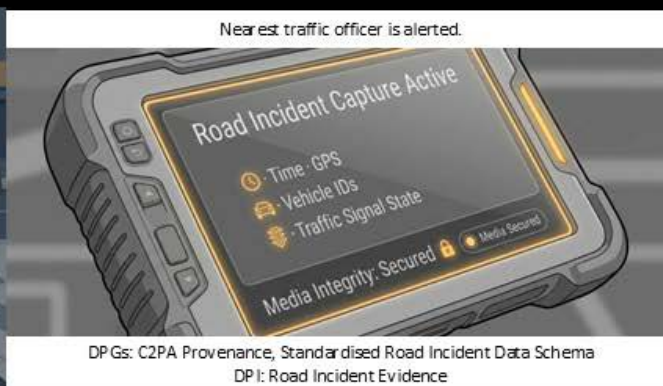 Nearest traffic officer is alerted.
Road Incident Capture Active
· Time · GPS
· Vehicle IDs
· Traffic Signal State
Media Integrity: Secured
Media Secured
DPGs: C2PA Provenance, Standardised Road Incident Data Schema
DPI: Road Incident Evidence